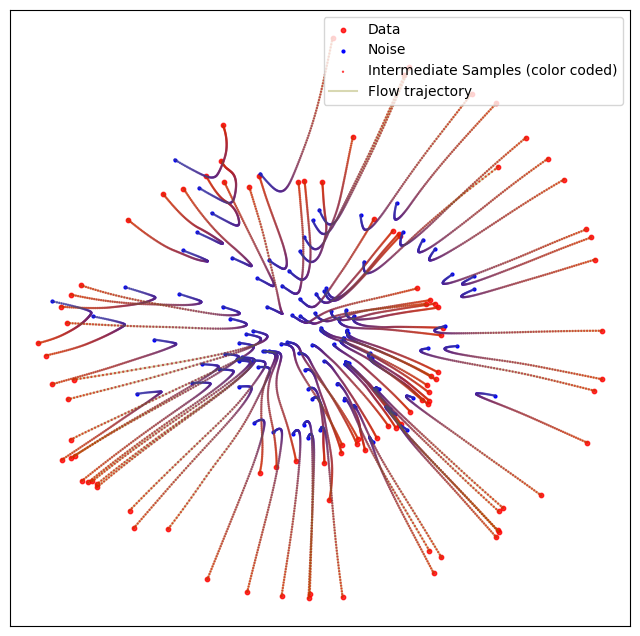 Data
Noise
Intermediate Samples (color coded)
Flow trajectory